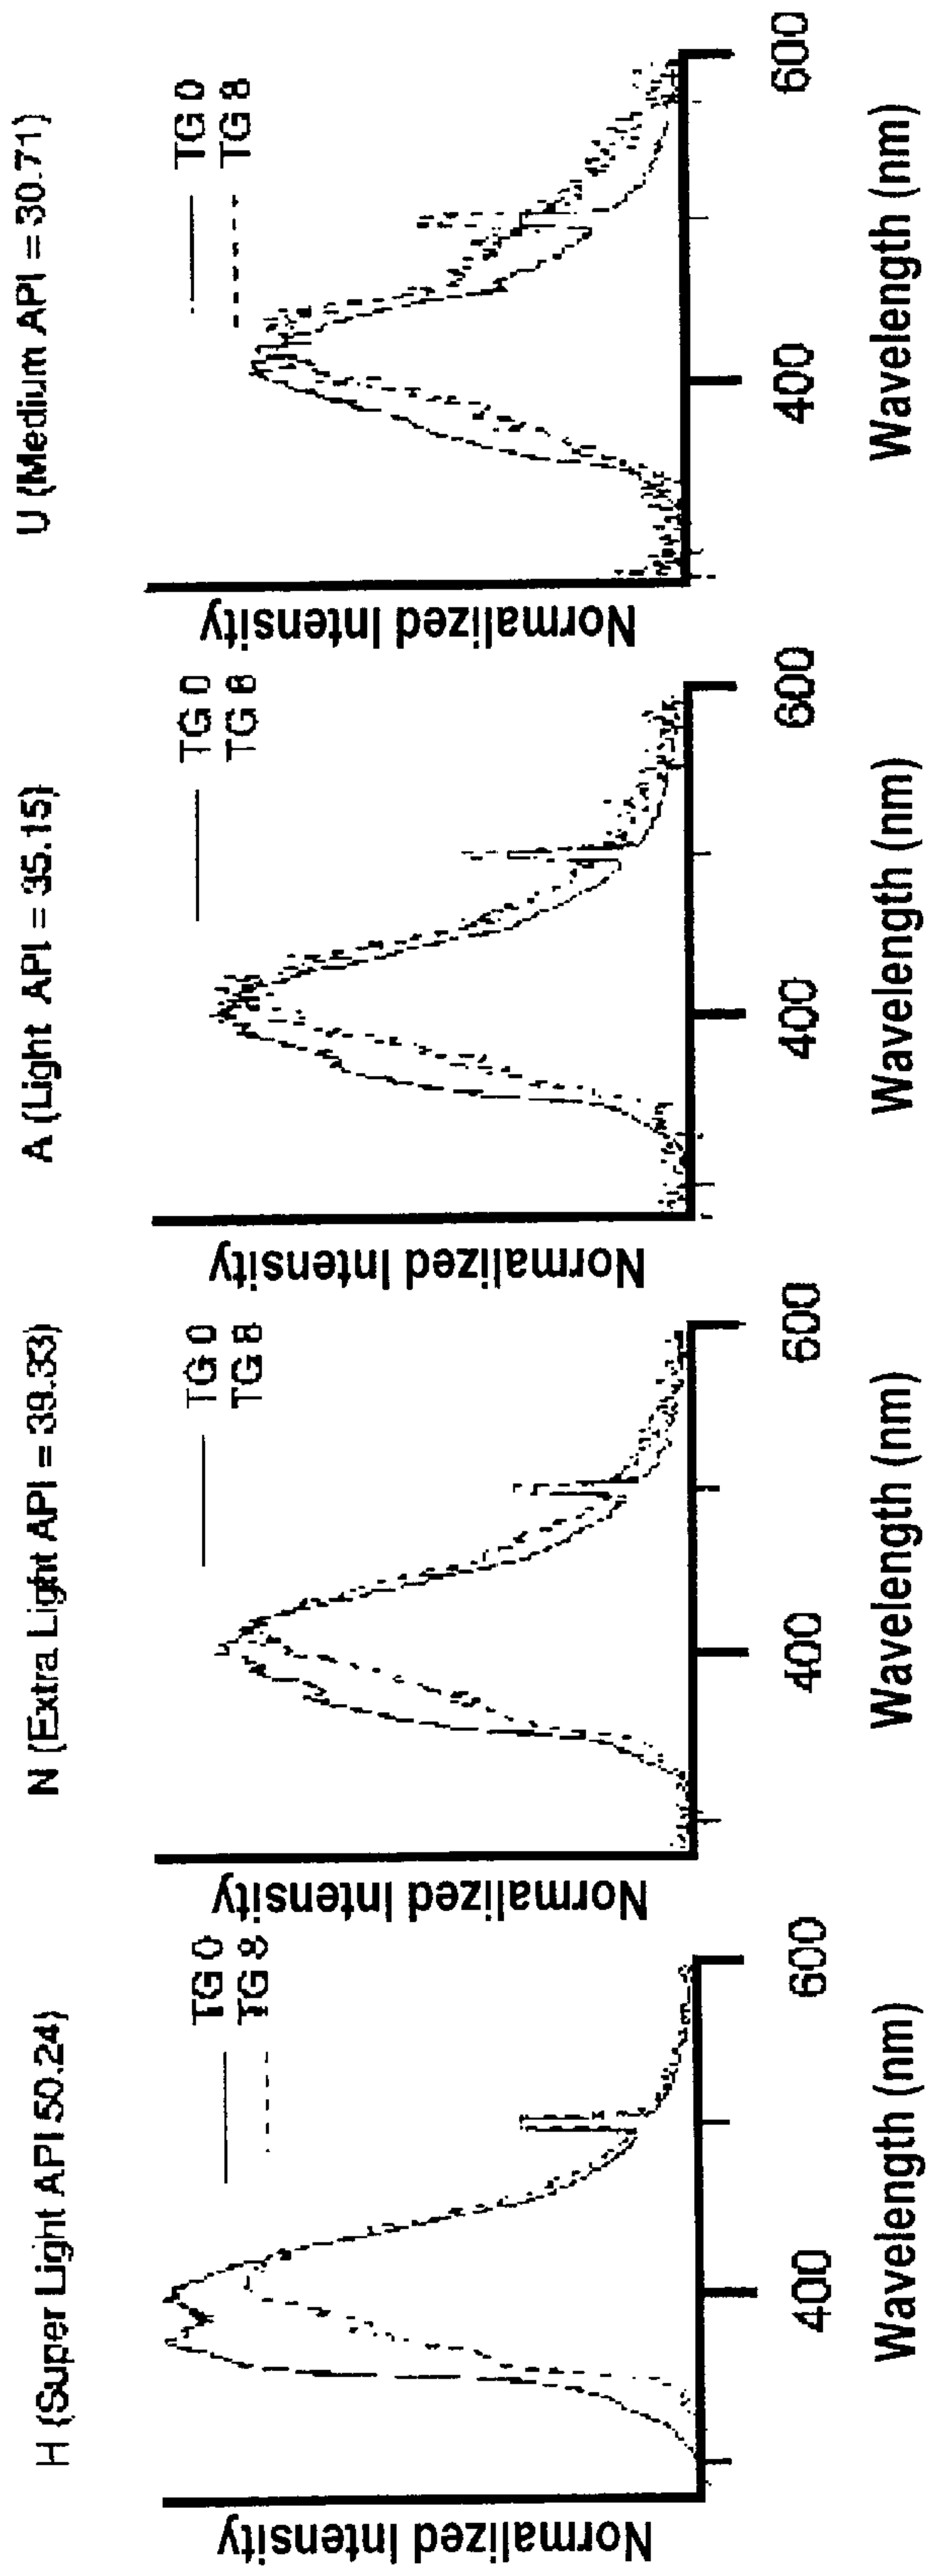 H (Super Light API 50.24)
TG 0
TG 8
Normalized Intensity
400
600
Wavelength (nm)
N (Extra Light API = 39.33)
TG 0
TG 8
Normalized Intensity
400
600
Wavelength (nm)
A (Light API = 35.15)
TG 0
TG 8
Normalized Intensity
400
600
Wavelength (nm)
U (Medium API = 30.71)
TG 0
TG 8
Normalized Intensity
400
600
Wavelength (nm)